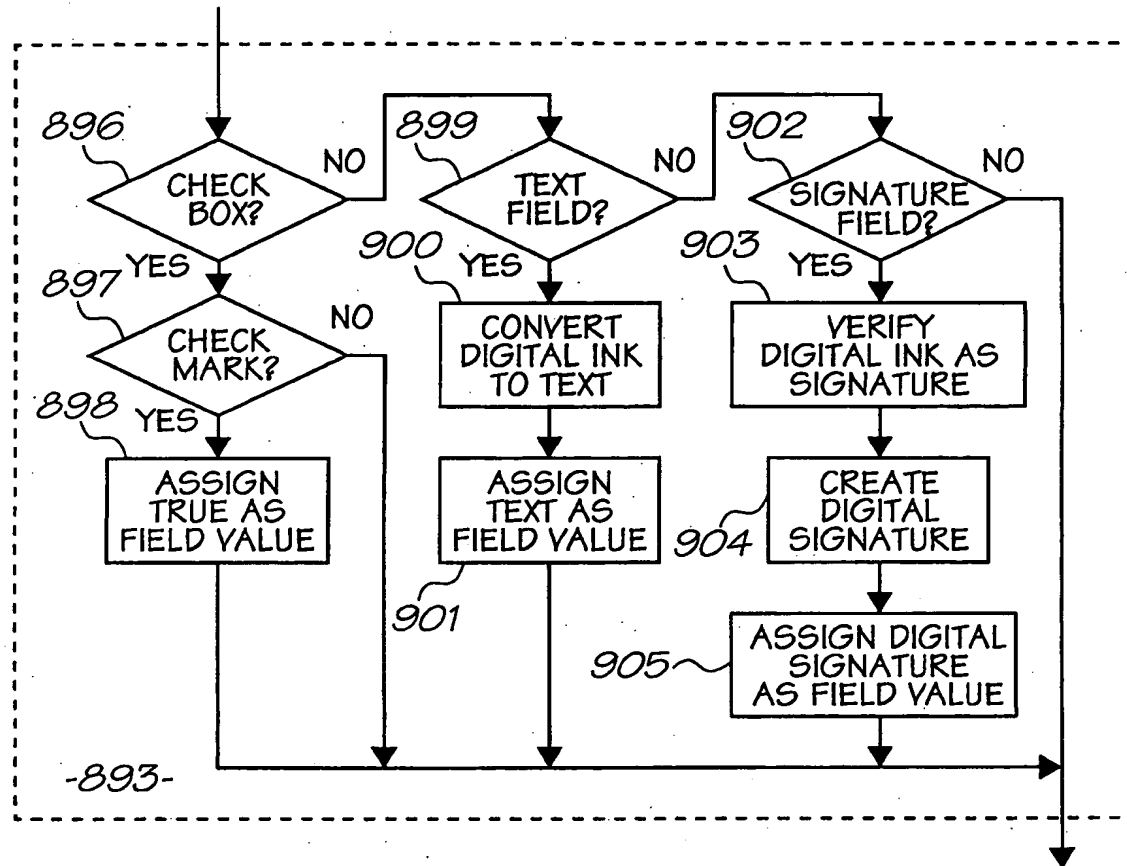 896
CHECK
BOX?
NO
YES
897
CHECK
MARK?
NO
YES
898
ASSIGN
TRUE AS
FIELD VALUE
899
TEXT
FIELD?
NO
YES
900
CONVERT
DIGITAL INK
TO TEXT
ASSIGN
TEXT AS
FIELD VALUE
901
902
SIGNATURE
FIELD?
NO
YES
903
VERIFY
DIGITAL INK AS
SIGNATURE
CREATE
DIGITAL
SIGNATURE
904
ASSIGN DIGITAL
SIGNATURE
AS FIELD VALUE
905
-893-